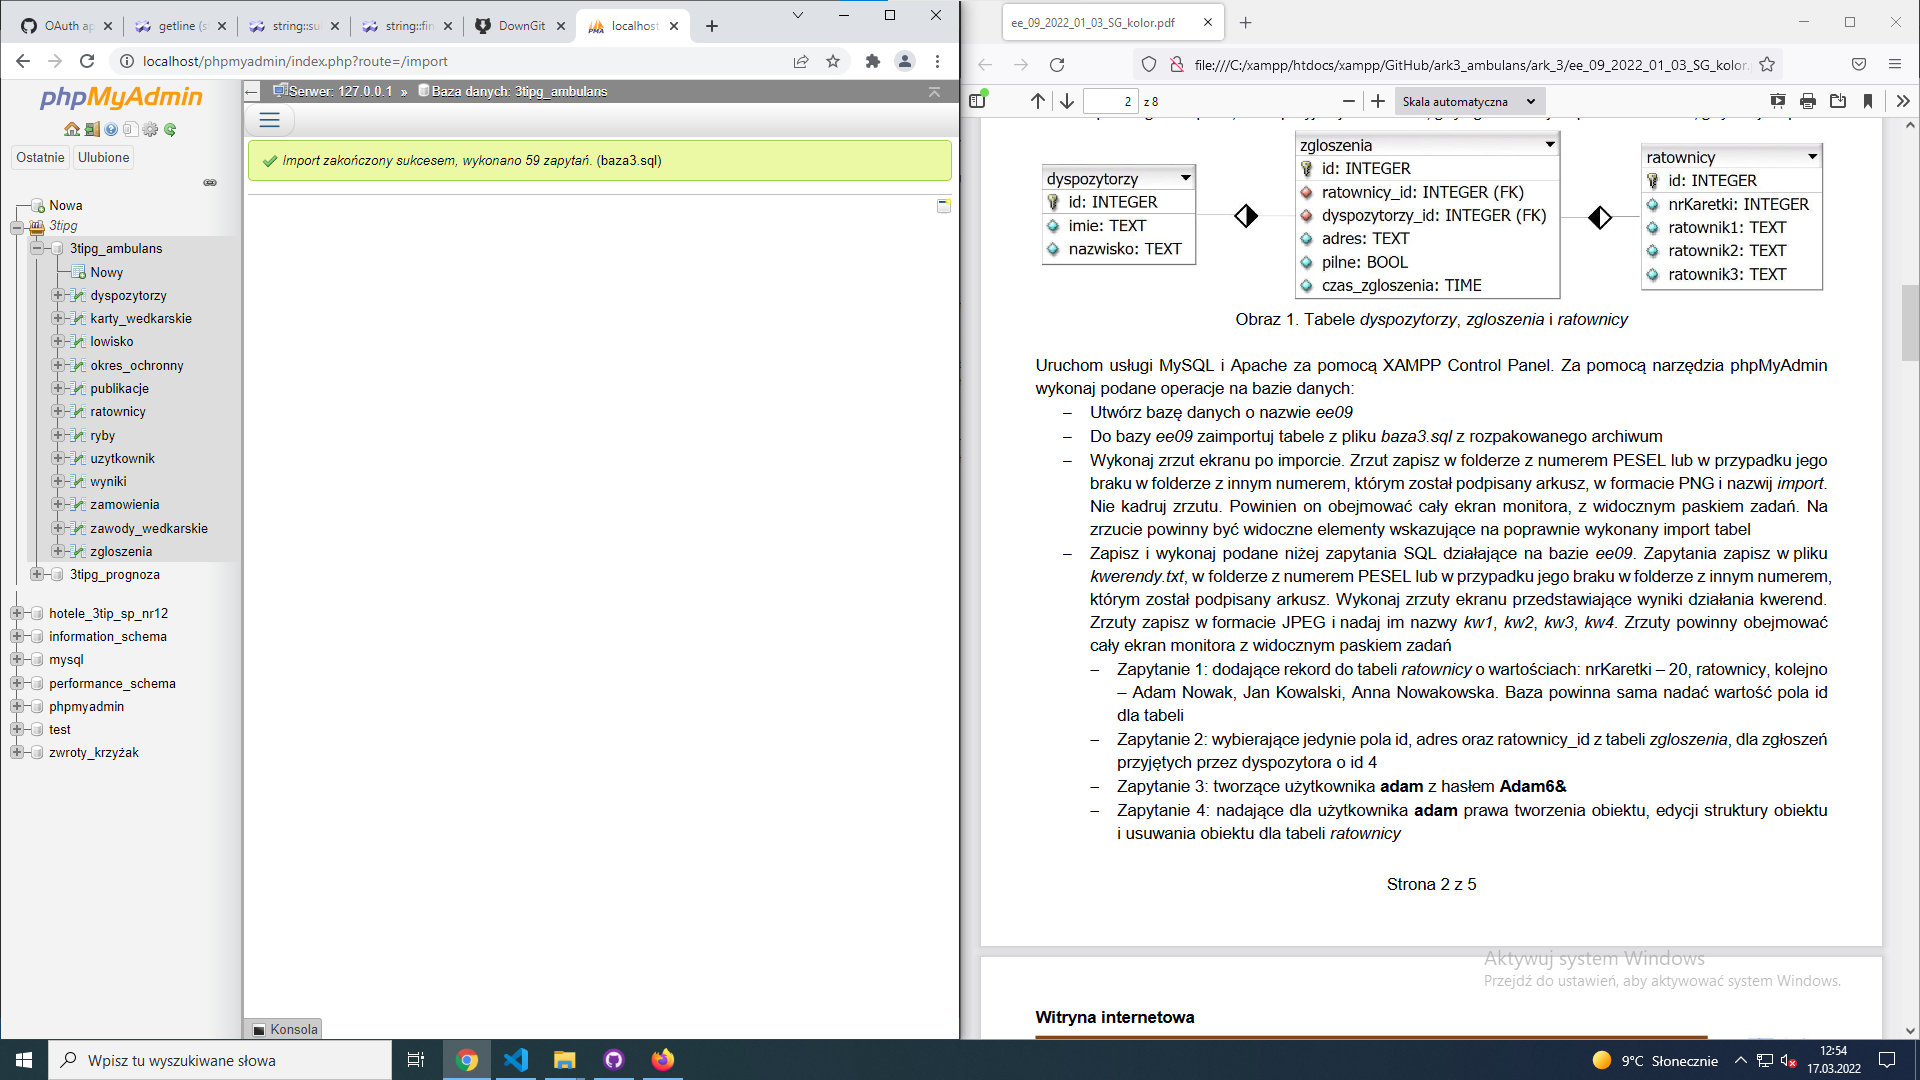 OAuth ap
getline (s
string::su
string::fin
DownGit
localhost
localhost/phpmyadmin/index.php?route=/import
phpMyAdmin
Ostatnie
Ulubione
Nowa
3tipg
3tipg_ambulans
Nowy
dyspozytorzy
karty_wedkarskie
lowisko
okres_ochronny
publikacje
ratownicy
ryby
uzytkownik
wyniki
zamowienia
zawody_wedkarskie
zgloszenia
3tipg_prognoza
hotele_3tip_sp_nr12
information_schema
mysql
performance_schema
phpmyadmin
test
zwroty_krzyżak
Serwer: 127.0.0.1 » Baza danych: 3tipg_ambulans
Import zakończony sukcesem, wykonano 59 zapytań. (baza3.sql)
Konsola
ee_09_2022_01_03_SG_kolor.pdf
file:///C:/xampp/htdocs/xampp/GitHub/ark3_ambulans/ark_3/ee_09_2022_01_03_SG_kolor.
2 z 8
Skala automatyczna
dyspozytorzy
id: INTEGER
imie: TEXT
nazwisko: TEXT
zgloszenia
id: INTEGER
ratownicy_id: INTEGER (FK)
dyspozytorzy_id: INTEGER (FK)
adres: TEXT
pilne: BOOL
czas_zgloszenia: TIME
ratownicy
id: INTEGER
nrKaretki: INTEGER
ratownik1: TEXT
ratownik2: TEXT
ratownik3: TEXT
Obraz 1. Tabele dyspozytorzy, zgloszenia i ratownicy
Uruchom usługi MySQL i Apache za pomocą XAMPP Control Panel. Za pomocą narzędzia phpMyAdmin
wykonaj podane operacje na bazie danych:
– Utwórz bazę danych o nazwie ee09
– Do bazy ee09 zaimportuj tabele z pliku baza3.sql z rozpakowanego archiwum
– Wykonaj zrzut ekranu po imporcie. Zrzut zapisz w folderze z numerem PESEL lub w przypadku jego
braku w folderze z innym numerem, którym został podpisany arkusz, w formacie PNG i nazwij import.
Nie kadruj zrzutu. Powinien on obejmować cały ekran monitora, z widocznym paskiem zadań. Na
zrzucie powinny być widoczne elementy wskazujące na poprawnie wykonany import tabel
– Zapisz i wykonaj podane niżej zapytania SQL działające na bazie ee09. Zapytania zapisz w pliku
kwerendy.txt, w folderze z numerem PESEL lub w przypadku jego braku w folderze z innym numerem,
którym został podpisany arkusz. Wykonaj zrzuty ekranu przedstawiające wyniki działania kwerend.
Zrzuty zapisz w formacie JPEG i nadaj im nazwy kw1, kw2, kw3, kw4. Zrzuty powinny obejmować
cały ekran monitora z widocznym paskiem zadań
– Zapytanie 1: dodające rekord do tabeli ratownicy o wartościach: nrKaretki – 20, ratownicy, kolejno
– Adam Nowak, Jan Kowalski, Anna Nowakowska. Baza powinna sama nadać wartość pola id
dla tabeli
– Zapytanie 2: wybierające jedynie pola id, adres oraz ratownicy_id z tabeli zgloszenia, dla zgłoszeń
przyjętych przez dyspozytora o id 4
– Zapytanie 3: tworzące użytkownika adam z hasłem Adam6&
– Zapytanie 4: nadające dla użytkownika adam prawa tworzenia obiektu, edycji struktury obiektu
i usuwania obiektu dla tabeli ratownicy
Strona 2 z 5
Aktywuj system Windows
Przejdź do ustawień, aby aktywować system Windows.
Witryna internetowa
Wpisz tu wyszukiwane słowa
9°C Słonecznie
12:54
17.03.2022